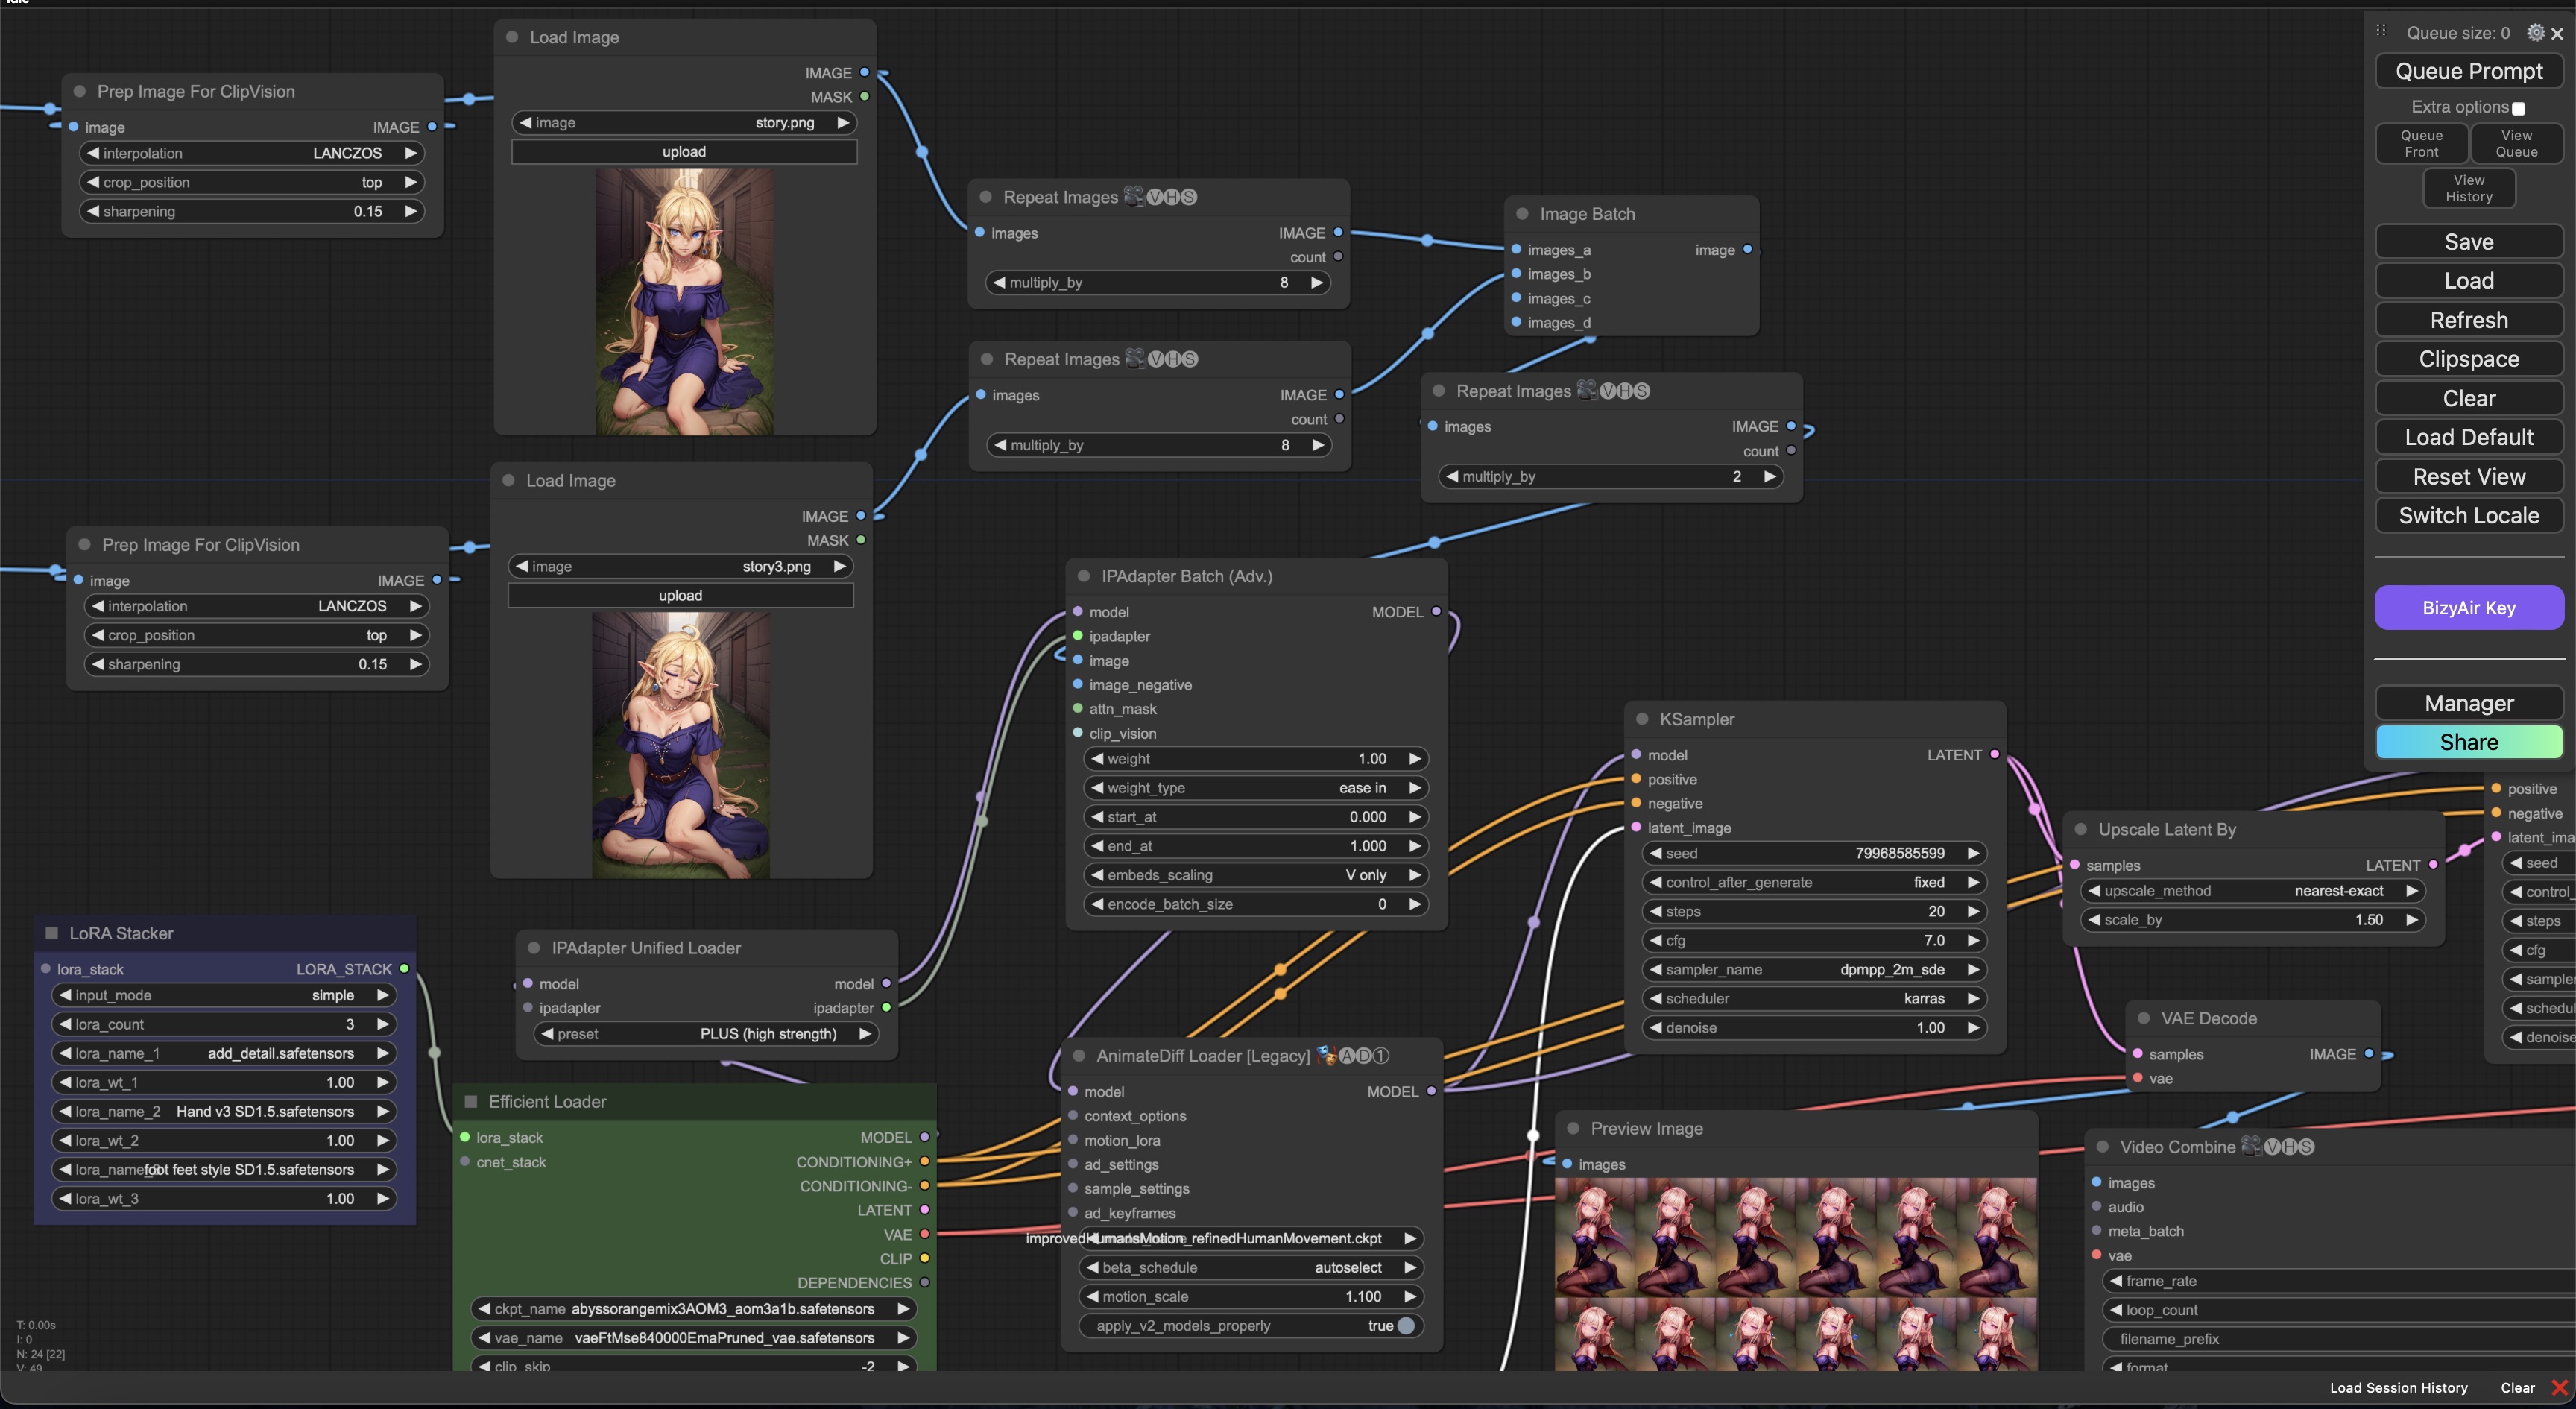 Idle
Prep Image For ClipVision
image IMAGE
interpolation LANCZOS
crop_position top
sharpening 0.15
Load Image
IMAGE
MASK
image story.png
upload
Repeat Images VHS
images IMAGE
count
multiply_by 8
Repeat Images VHS
images IMAGE
count
multiply_by 8
Image Batch
images_a image
images_b
images_c
images_d
Repeat Images VHS
images IMAGE
count
multiply_by 2
Prep Image For ClipVision
image IMAGE
interpolation LANCZOS
crop_position top
sharpening 0.15
Load Image
IMAGE
MASK
image story3.png
upload
IPAdapter Batch (Adv.)
model MODEL
ipadapter
image
image_negative
attn_mask
clip_vision
weight 1.00
weight_type ease in
start_at 0.000
end_at 1.000
embeds_scaling V only
encode_batch_size 0
KSampler
model LATENT
positive
negative
latent_image
seed 79968585599
control_after_generate fixed
steps 20
cfg 7.0
sampler_name dpmpp_2m_sde
scheduler karras
denoise 1.00
Upscale Latent By
samples LATENT
upscale_method nearest-exact
scale_by 1.50
positive
negative
latent_ima
seed
control_
steps
cfg
sample
schedul
denoise
VAE Decode
samples IMAGE
vae
LoRA Stacker
lora_stack LORA_STACK
input_mode simple
lora_count 3
lora_name_1 add_detail.safetensors
lora_wt_1 1.00
lora_name_2 Hand v3 SD1.5.safetensors
lora_wt_2 1.00
lora_name foot feet style SD1.5.safetensors
lora_wt_3 1.00
IPAdapter Unified Loader
model model
ipadapter ipadapter
preset PLUS (high strength)
Efficient Loader
lora_stack MODEL
cnet_stack CONDITIONING+
CONDITIONING-
LATENT
VAE
CLIP
DEPENDENCIES
ckpt_name abyssorangemix3AOM3_aom3a1b.safetensors
vae_name vaeFtMse840000EmaPruned_vae.safetensors
clip_skip -2
AnimateDiff Loader [Legacy] AD①
model MODEL
context_options
motion_lora
ad_settings
sample_settings
ad_keyframes
improvedHumansMotion_refinedHumanMovement.ckpt
beta_schedule autoselect
motion_scale 1.100
apply_v2_models_properly true
Preview Image
images
Video Combine VHS
images
audio
meta_batch
vae
frame_rate
loop_count
filename_prefix
format
Queue size: 0
Queue Prompt
Extra options
Queue Front
View Queue
View History
Save
Load
Refresh
Clipspace
Clear
Load Default
Reset View
Switch Locale
BizyAir Key
Manager
Share
T: 0.00s
I: 0
N: 24 [22]
V: 49
Load Session History Clear